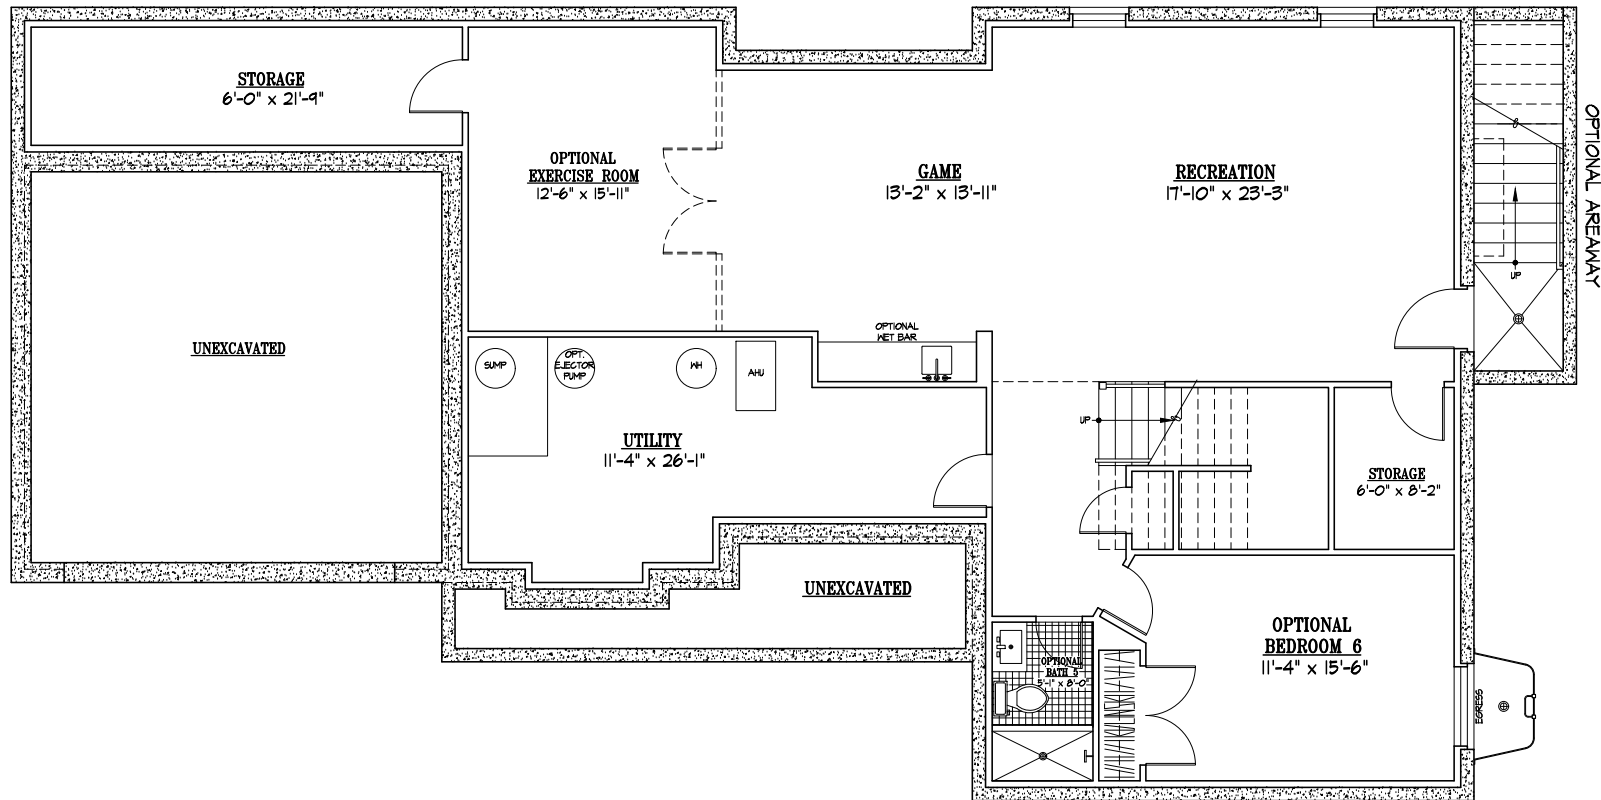 STORAGE
6'-0" x 21'-9"
OPTIONAL
EXERCISE ROOM
12'-6" x 15'-11"
GAME
13'-2" x 13'-11"
RECREATION
17'-10" x 23'-3"
OPTIONAL AREAWAY
UP
UNEXCAVATED
OPTIONAL
WET BAR
SUMP
OPT.
EJECTOR
PUMP
WH
AHU
UTILITY
11'-4" x 26'-1"
UP
STORAGE
6'-0" x 8'-2"
UNEXCAVATED
OPTIONAL
BEDROOM 6
11'-4" x 15'-6"
OPTIONAL
BATH 5
5'-1" x 8'-0"
EGRESS